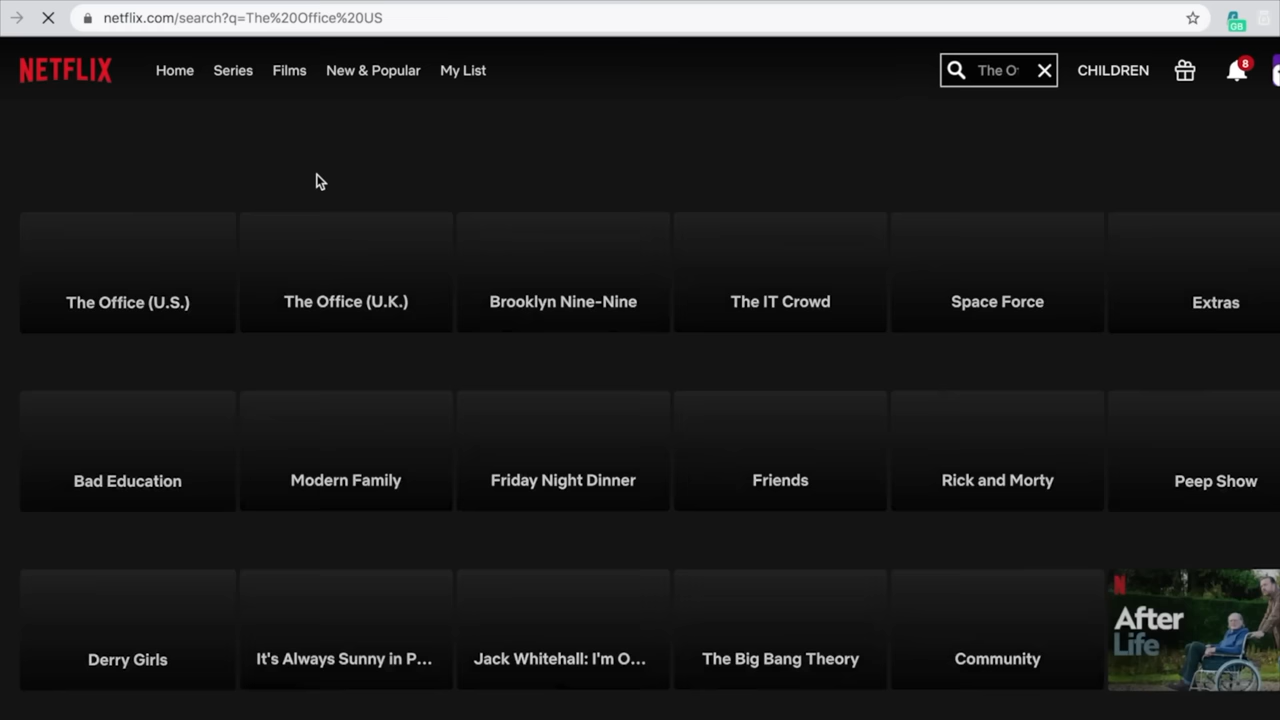 netflix.com/search?q=The%20Office%20US
GB
NETFLIX
Home
Series
Films
New & Popular
My List
The O
CHILDREN
8
The Office (U.S.)
The Office (U.K.)
Brooklyn Nine-Nine
The IT Crowd
Space Force
Extras
Bad Education
Modern Family
Friday Night Dinner
Friends
Rick and Morty
Peep Show
Derry Girls
It's Always Sunny in P...
Jack Whitehall: I'm O...
The Big Bang Theory
Community
N
After
Life